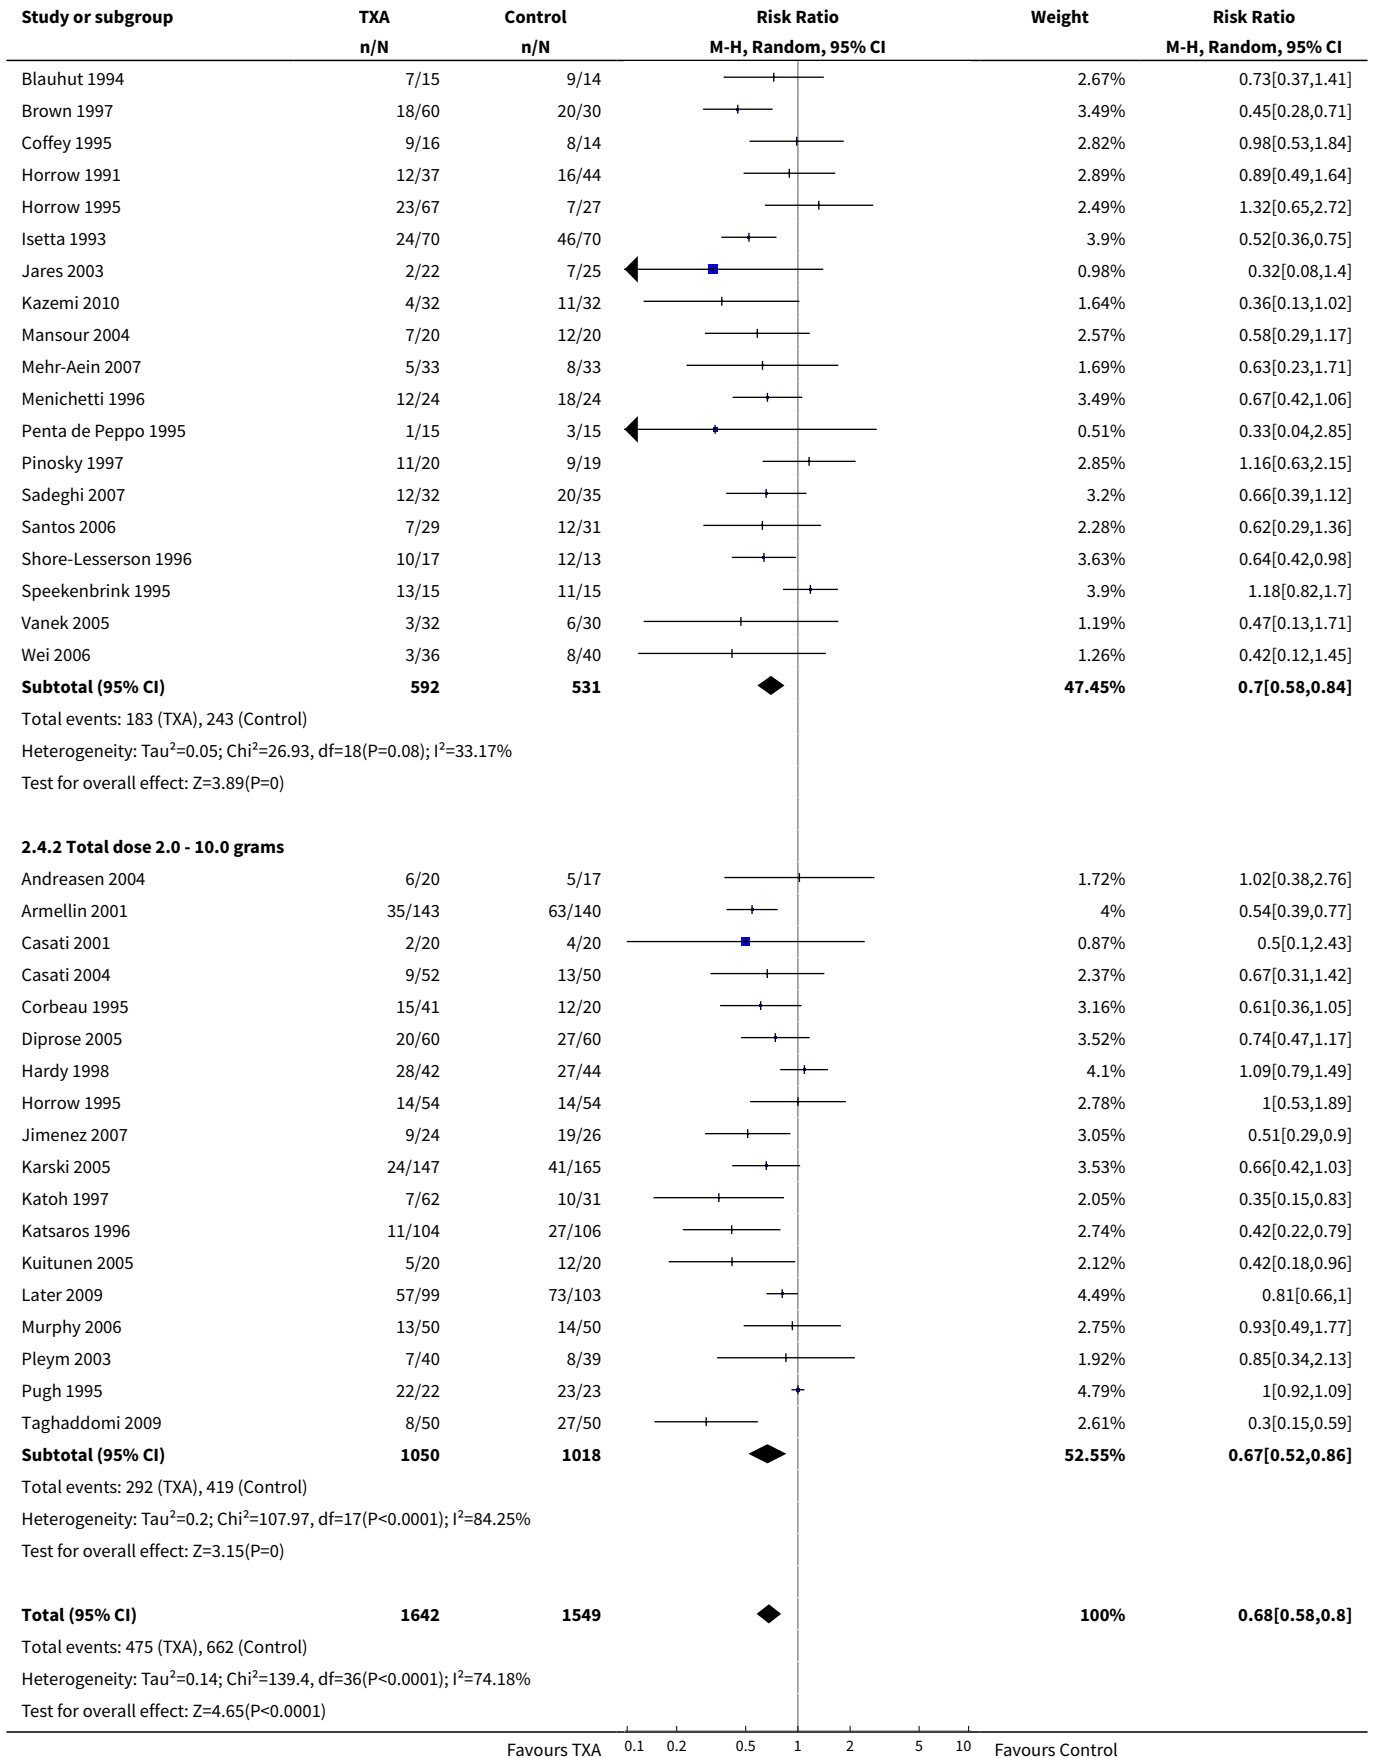 Study or subgroup TXA Control Risk Ratio Weight Risk Ratio
n/N n/N M-H, Random, 95% CI M-H, Random, 95% CI
Blauhut 1994 7/15 9/14 2.67% 0.73[0.37,1.41]
Brown 1997 18/60 20/30 3.49% 0.45[0.28,0.71]
Coffey 1995 9/16 8/14 2.82% 0.98[0.53,1.84]
Horrow 1991 12/37 16/44 2.89% 0.89[0.49,1.64]
Horrow 1995 23/67 7/27 2.49% 1.32[0.65,2.72]
Isetta 1993 24/70 46/70 3.9% 0.52[0.36,0.75]
Jares 2003 2/22 7/25 0.98% 0.32[0.08,1.4]
Kazemi 2010 4/32 11/32 1.64% 0.36[0.13,1.02]
Mansour 2004 7/20 12/20 2.57% 0.58[0.29,1.17]
Mehr-Aein 2007 5/33 8/33 1.69% 0.63[0.23,1.71]
Menichetti 1996 12/24 18/24 3.49% 0.67[0.42,1.06]
Penta de Peppo 1995 1/15 3/15 0.51% 0.33[0.04,2.85]
Pinosky 1997 11/20 9/19 2.85% 1.16[0.63,2.15]
Sadeghi 2007 12/32 20/35 3.2% 0.66[0.39,1.12]
Santos 2006 7/29 12/31 2.28% 0.62[0.29,1.36]
Shore-Lesserson 1996 10/17 12/13 3.63% 0.64[0.42,0.98]
Speekenbrink 1995 13/15 11/15 3.9% 1.18[0.82,1.7]
Vanek 2005 3/32 6/30 1.19% 0.47[0.13,1.71]
Wei 2006 3/36 8/40 1.26% 0.42[0.12,1.45]
Subtotal (95% CI) 592 531 47.45% 0.7[0.58,0.84]
Total events: 183 (TXA), 243 (Control)
Heterogeneity: Tau²=0.05; Chi²=26.93, df=18(P=0.08); I²=33.17%
Test for overall effect: Z=3.89(P=0)
2.4.2 Total dose 2.0 - 10.0 grams
Andreasen 2004 6/20 5/17 1.72% 1.02[0.38,2.76]
Armellin 2001 35/143 63/140 4% 0.54[0.39,0.77]
Casati 2001 2/20 4/20 0.87% 0.5[0.1,2.43]
Casati 2004 9/52 13/50 2.37% 0.67[0.31,1.42]
Corbeau 1995 15/41 12/20 3.16% 0.61[0.36,1.05]
Diprose 2005 20/60 27/60 3.52% 0.74[0.47,1.17]
Hardy 1998 28/42 27/44 4.1% 1.09[0.79,1.49]
Horrow 1995 14/54 14/54 2.78% 1[0.53,1.89]
Jimenez 2007 9/24 19/26 3.05% 0.51[0.29,0.9]
Karski 2005 24/147 41/165 3.53% 0.66[0.42,1.03]
Katoh 1997 7/62 10/31 2.05% 0.35[0.15,0.83]
Katsaros 1996 11/104 27/106 2.74% 0.42[0.22,0.79]
Kuitunen 2005 5/20 12/20 2.12% 0.42[0.18,0.96]
Later 2009 57/99 73/103 4.49% 0.81[0.66,1]
Murphy 2006 13/50 14/50 2.75% 0.93[0.49,1.77]
Pleym 2003 7/40 8/39 1.92% 0.85[0.34,2.13]
Pugh 1995 22/22 23/23 4.79% 1[0.92,1.09]
Taghaddomi 2009 8/50 27/50 2.61% 0.3[0.15,0.59]
Subtotal (95% CI) 1050 1018 52.55% 0.67[0.52,0.86]
Total events: 292 (TXA), 419 (Control)
Heterogeneity: Tau²=0.2; Chi²=107.97, df=17(P<0.0001); I²=84.25%
Test for overall effect: Z=3.15(P=0)
Total (95% CI) 1642 1549 100% 0.68[0.58,0.8]
Total events: 475 (TXA), 662 (Control)
Heterogeneity: Tau²=0.14; Chi²=139.4, df=36(P<0.0001); I²=74.18%
Test for overall effect: Z=4.65(P<0.0001)
Favours TXA 0.1 0.2 0.5 1 2 5 10 Favours Control